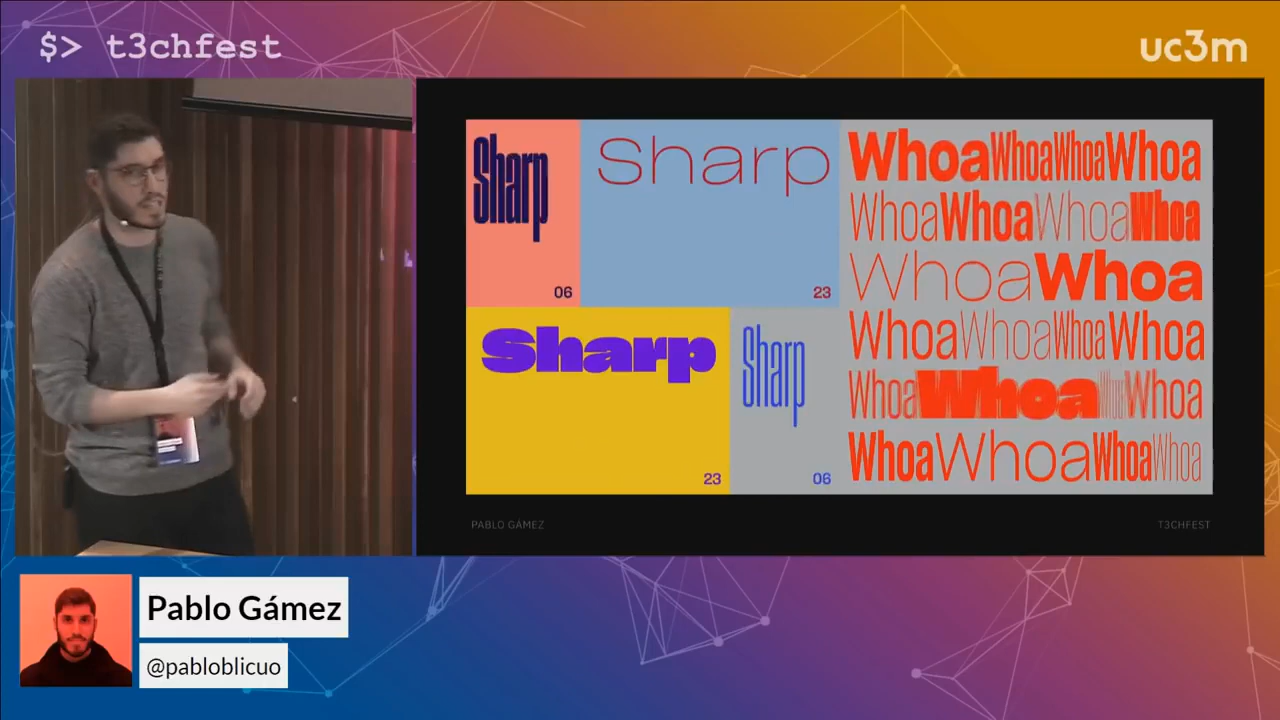 $> t3chfest
uc3m
Sharp
06
Sharp
23
Sharp
23
Sharp
06
WhoaWhoaWhoaWhoa
WhoaWhoaWhoaWhoa
WhoaWhoa
WhoaWhoaWhoaWhoa
WhoaWhoaWhoaWhoa
WhoaWhoaWhoaWhoa
PABLO GÁMEZ
T3CHFEST
Pablo Gámez
@pabloblicuo